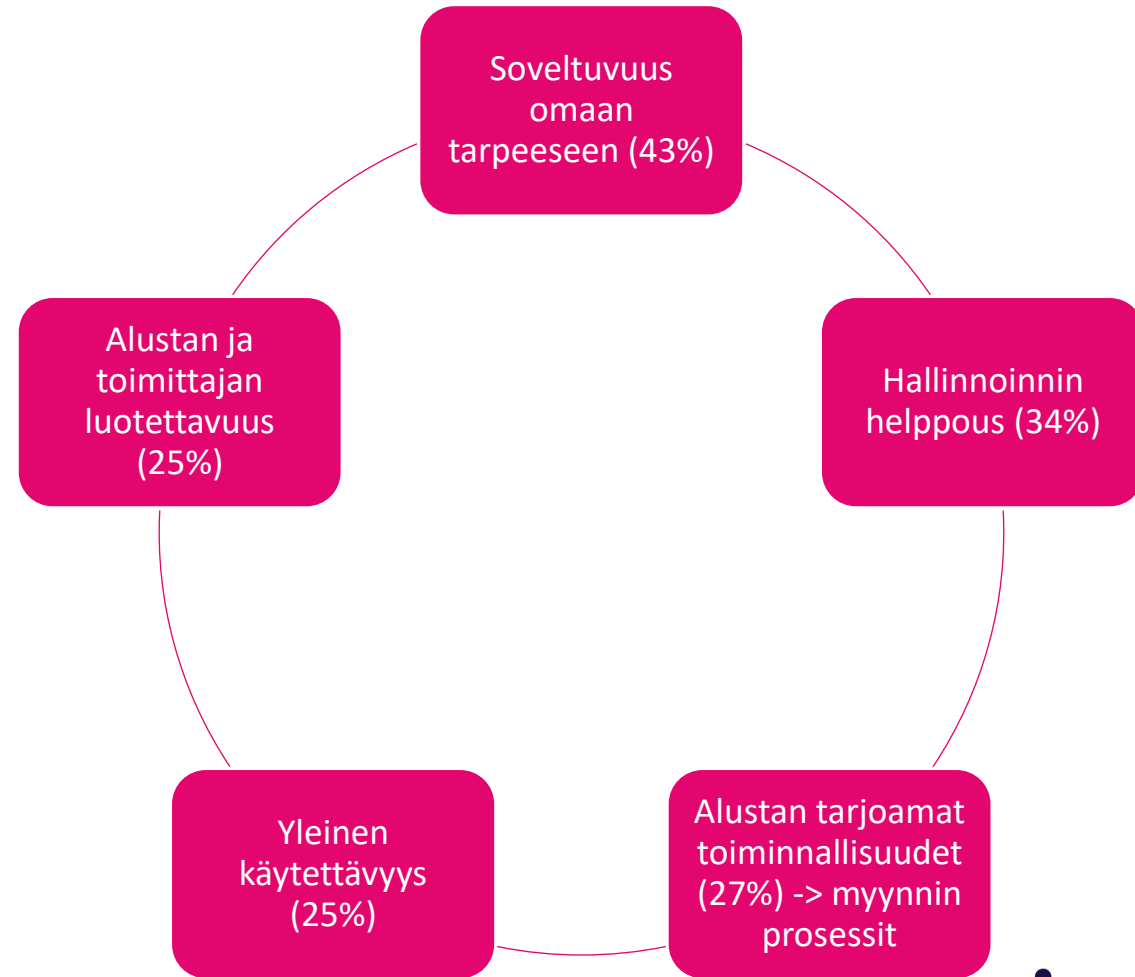 Soveltuvuus
omaan
tarpeeseen (43%)
Hallinnoinnin
helppous (34%)
Alustan tarjoamat
toiminnallisuudet
(27%) -> myynnin
prosessit
Yleinen
käytettävyys
(25%)
Alustan ja
toimittajan
luotettavuus
(25%)